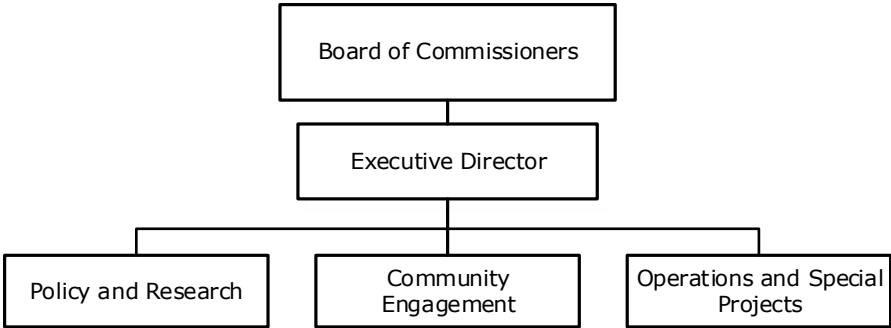 Board of Commissioners
Executive Director
Policy and Research
Community
Engagement
Operations and Special
Projects